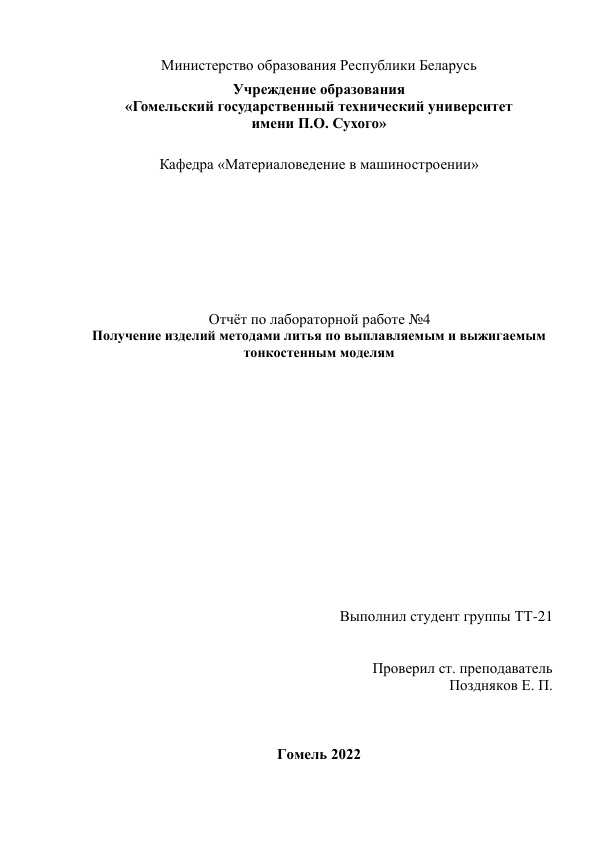 Министерство образования Республики Беларусь
Учреждение образования
«Гомельский государственный технический университет
имени П.О. Сухого»
Кафедра «Материаловедение в машиностроении»
Отчёт по лабораторной работе №4
Получение изделий методами литья по выплавляемым и выжигаемым
тонкостенным моделям
Выполнил студент группы ТТ-21
Проверил ст. преподаватель
Поздняков Е. П.
Гомель 2022